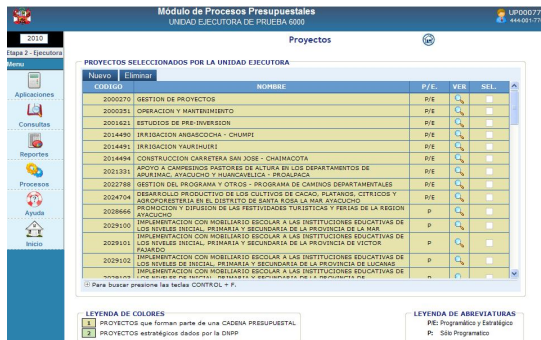 Módulo de Procesos Presupuestales
UNIDAD EJECUTORA DE PRUEBA 6000
UP00077
444-001-77
2010
Etapa 2 - Ejecutora
Menu
Aplicaciones
Consultas
Reportes
Procesos
Ayuda
Inicio
Proyectos
PROYECTOS SELECCIONADOS POR LA UNIDAD EJECUTORA
Nuevo Eliminar
CODIGO NOMBRE P/E. VER SEL.
2000270 GESTION DE PROYECTOS P/E
2000351 OPERACION Y MANTENIMIENTO P/E
2001621 ESTUDIOS DE PRE-INVERSION P/E
2014490 IRRIGACION ANGASCOCHA - CHUMPI P/E
2014491 IRRIGACION YAURIHUIRI P/E
2014494 CONSTRUCCION CARRETERA SAN JOSE - CHAIMACOTA P/E
2021331 APOYO A CAMPESINOS PASTORES DE ALTURA EN LOS DEPARTAMENTOS DE
APURIMAC, AYACUCHO Y HUANCAVELICA - PROALPACA P/E
2022788 GESTION DEL PROGRAMA Y OTROS - PROGRAMA DE CAMINOS DEPARTAMENTALES P/E
2024704 DESARROLLO PRODUCTIVO DE LOS CULTIVOS DE CACAO, PLATANOS, CITRICOS Y
AGROFORESTERIA EN EL DISTRITO DE SANTA ROSA LA MAR AYACUCHO P/E
2028666 PROMOCION Y DIFUSION DE LAS FESTIVIDADES TURISTICAS Y FERIAS DE LA REGION
AYACUCHO P
2029100 IMPLEMENTACION CON MOBILIARIO ESCOLAR A LAS INSTITUCIONES EDUCATIVAS DE
LOS NIVELES INICIAL, PRIMARIA Y SECUNDARIA DE LA PROVINCIA DE LA MAR P
2029101 IMPLEMENTACION CON MOBILIARIO ESCOLAR A LAS INSTITUCIONES EDUCATIVAS DE
LOS NIVELES INICIAL, PRIMARIA Y SECUNDARIA DE LA PROVINCIA DE VICTOR
FAJARDO P
2029102 IMPLEMENTACION CON MOBILIARIO ESCOLAR A LAS INSTITUCIONES EDUCATIVAS DE
LOS NIVELES DE INICIAL, PRIMARIA Y SECUNDARIA DE LA PROVINCIA DE LUCANAS P
IMPLEMENTACION CON MOBILIARIO ESCOLAR A LAS INSTITUCIONES EDUCATIVAS DE
Para buscar presione las teclas CONTROL + F.
LEYENDA DE COLORES
1 PROYECTOS que forman parte de una CADENA PRESUPUESTAL
2 PROYECTOS estratégicos dados por la DNPP
LEYENDA DE ABREVIATURAS
P/E: Programático y Estratégico
P: Sólo Programatico